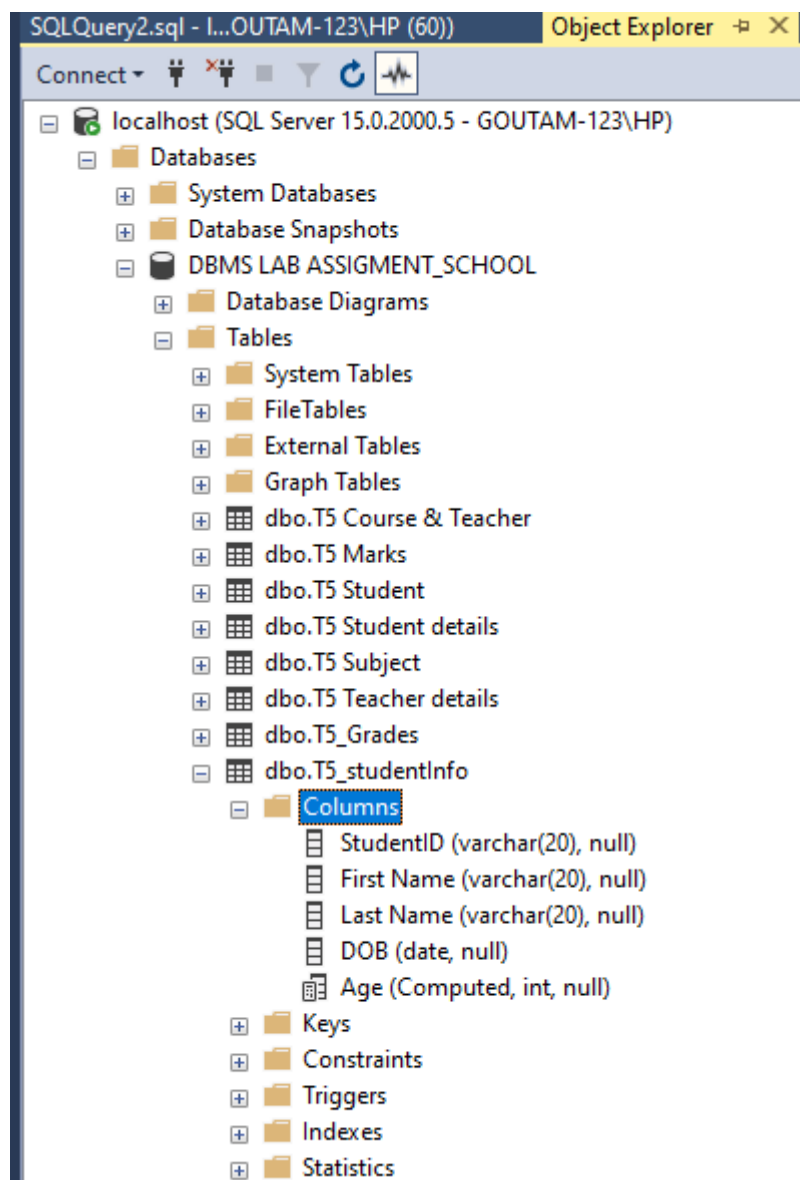 SQLQuery2.sql - l...OUTAM-123\HP (60)) Object Explorer
Connect
localhost (SQL Server 15.0.2000.5 - GOUTAM-123\HP)
Databases
System Databases
Database Snapshots
DBMS LAB ASSIGMENT_SCHOOL
Database Diagrams
Tables
System Tables
FileTables
External Tables
Graph Tables
dbo.T5 Course & Teacher
dbo.T5 Marks
dbo.T5 Student
dbo.T5 Student details
dbo.T5 Subject
dbo.T5 Teacher details
dbo.T5_Grades
dbo.T5_studentInfo
Columns
StudentID (varchar(20), null)
First Name (varchar(20), null)
Last Name (varchar(20), null)
DOB (date, null)
Age (Computed, int, null)
Keys
Constraints
Triggers
Indexes
Statistics